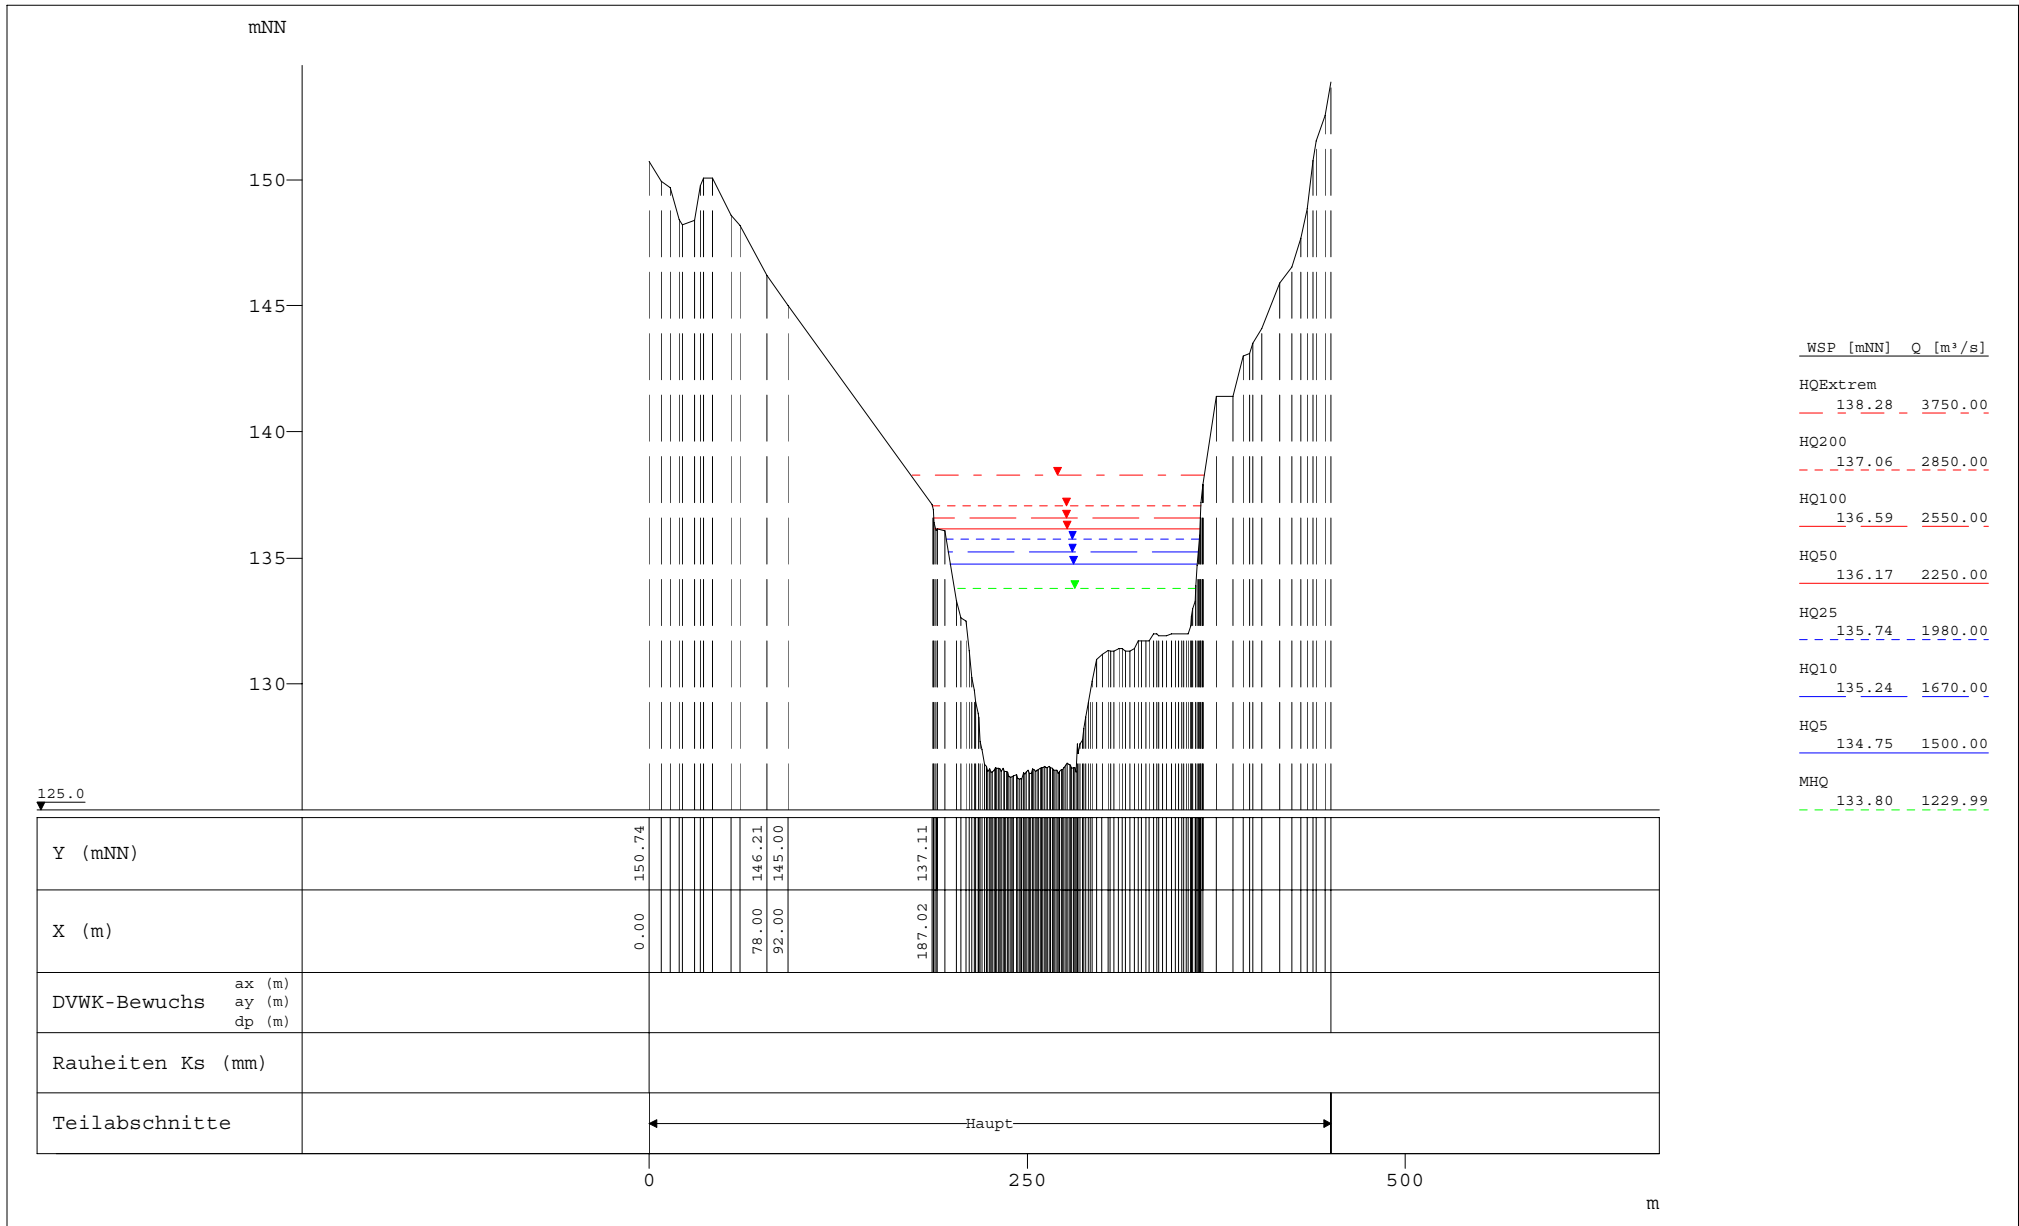 mNN
150
145
140
135
130
125.0
WSP [mNN] Q [m³/s]
HQExtrem
138.28 3750.00
HQ200
137.06 2850.00
HQ100
136.59 2550.00
HQ50
136.17 2250.00
HQ25
135.74 1980.00
HQ10
135.24 1670.00
HQ5
134.75 1500.00
MHQ
133.80 1229.99
Y (mNN)
150.74
146.21
145.00
137.11
X (m)
0.00
78.00
92.00
187.02
DVWK-Bewuchs
ax (m)
ay (m)
dp (m)
Rauheiten Ks (mm)
Teilabschnitte
Haupt
0
250
500
m